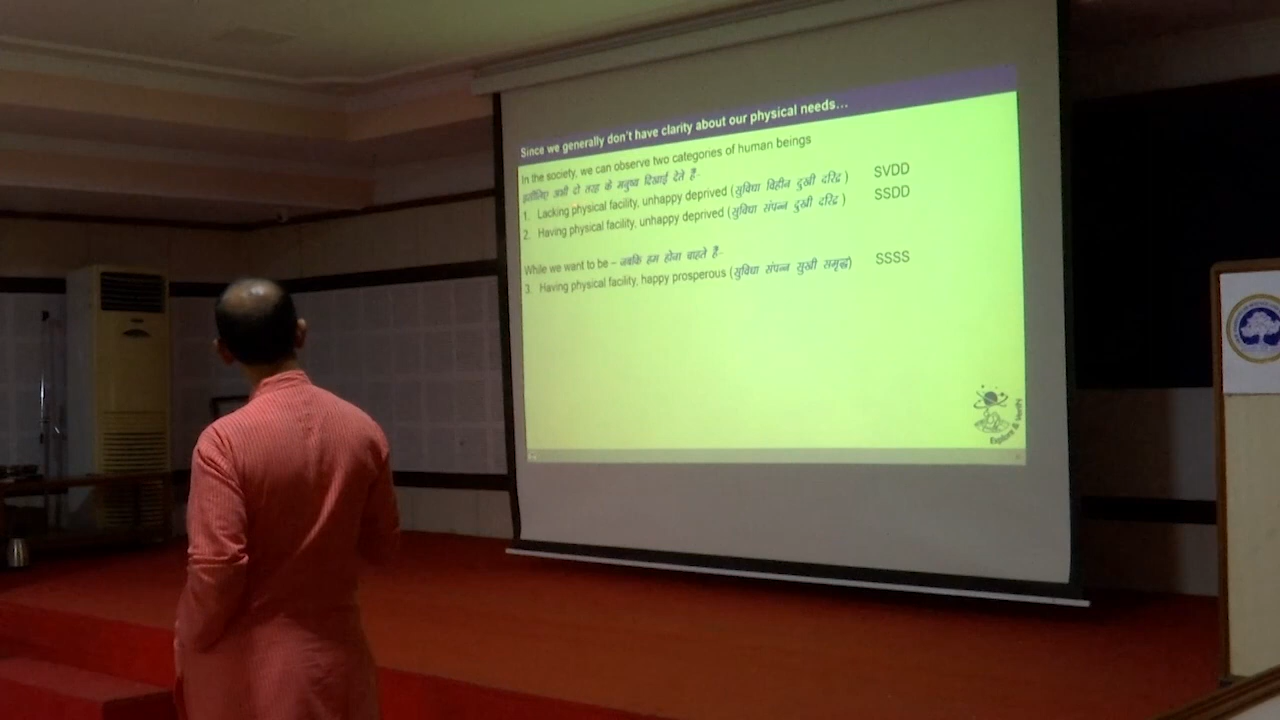 Since we generally don't have clarity about our physical needs...
In the society, we can observe two categories of human beings
इसीलिए अभी दो तरह के मनुष्य दिखाई देते हैं-
1. Lacking physical facility, unhappy deprived (सुविधा विहीन दुखी दरिद्र) SVDD
2. Having physical facility, unhappy deprived (सुविधा संपन्न दुखी दरिद्र) SSDD
While we want to be – जबकि हम होना चाहते हैं-
3. Having physical facility, happy prosperous (सुविधा संपन्न सुखी समृद्ध) SSSS
Explore & Verify